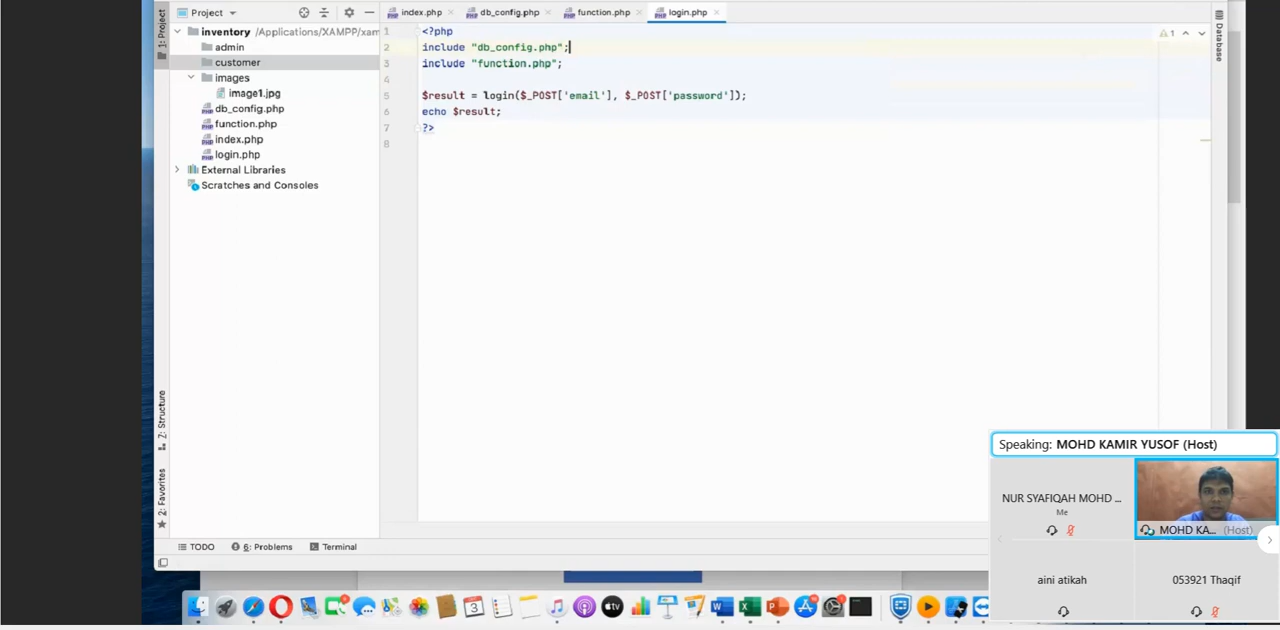 Project
index.php
db_config.php
function.php
login.php
1: Project
inventory /Applications/XAMPP/xam
admin
customer
images
image1.jpg
db_config.php
function.php
index.php
login.php
External Libraries
Scratches and Consoles
1 <?php
2 include "db_config.php";
3 include "function.php";
4
5 $result = login($_POST['email'], $_POST['password']);
6 echo $result;
7 ?>
8
1
Database
Z: Structure
2: Favorites
TODO
6: Problems
Terminal
Speaking: MOHD KAMIR YUSOF (Host)
NUR SYAFIQAH MOHD ...
Me
MOHD KA... (Host)
aini atikah
053921 Thaqif
3
tv